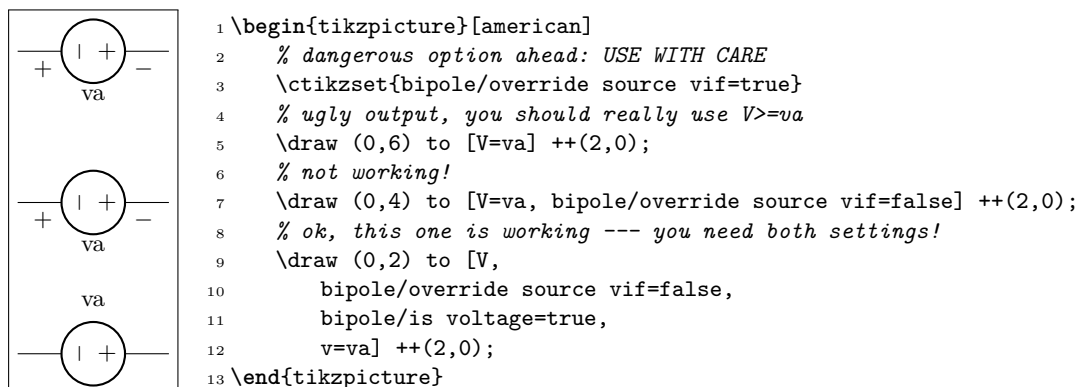 + −
va
+ −
va
va
1 \begin{tikzpicture}[american]
2 % dangerous option ahead: USE WITH CARE
3 \ctikzset{bipole/override source vif=true}
4 % ugly output, you should really use V>=va
5 \draw (0,6) to [V=va] ++(2,0);
6 % not working!
7 \draw (0,4) to [V=va, bipole/override source vif=false] ++(2,0);
8 % ok, this one is working --- you need both settings!
9 \draw (0,2) to [V,
10 bipole/override source vif=false,
11 bipole/is voltage=true,
12 v=va] ++(2,0);
13 \end{tikzpicture}